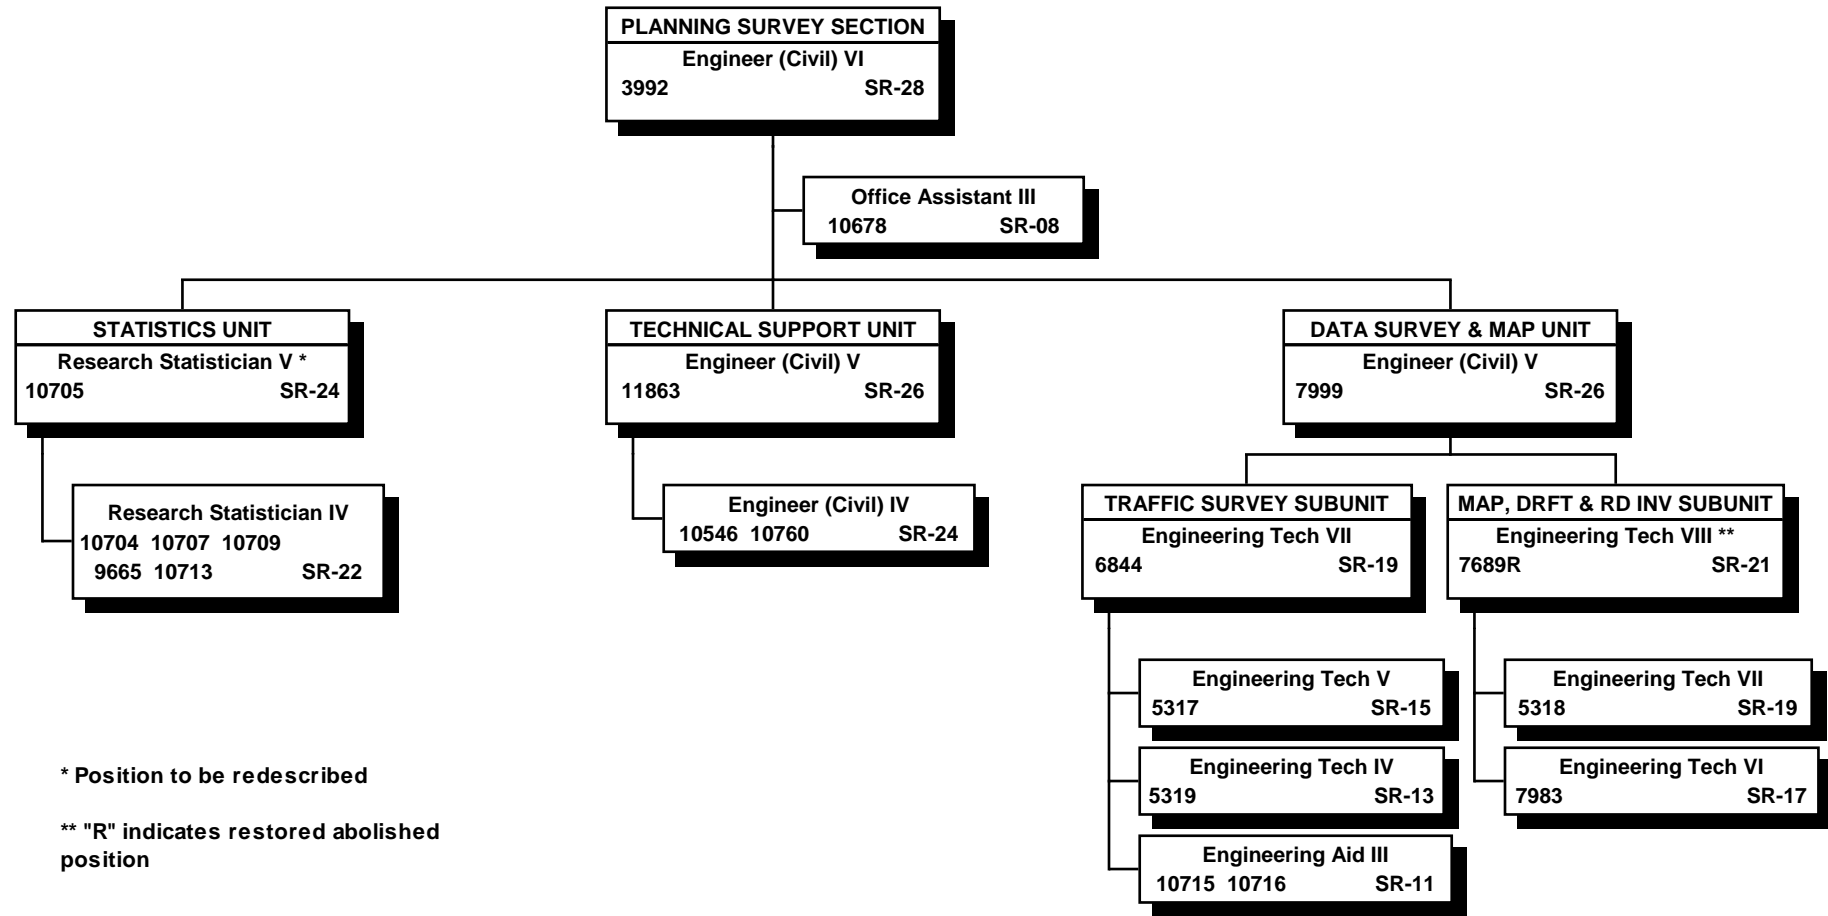 PLANNING SURVEY SECTION
Engineer (Civil) VI
3992 SR-28
Office Assistant III
10678 SR-08
STATISTICS UNIT
Research Statistician V *
10705 SR-24
Research Statistician IV
10704 10707 10709
9665 10713 SR-22
TECHNICAL SUPPORT UNIT
Engineer (Civil) V
11863 SR-26
Engineer (Civil) IV
10546 10760 SR-24
DATA SURVEY & MAP UNIT
Engineer (Civil) V
7999 SR-26
TRAFFIC SURVEY SUBUNIT
Engineering Tech VII
6844 SR-19
Engineering Tech V
5317 SR-15
Engineering Tech IV
5319 SR-13
Engineering Aid III
10715 10716 SR-11
MAP, DRFT & RD INV SUBUNIT
Engineering Tech VIII **
7689R SR-21
Engineering Tech VII
5318 SR-19
Engineering Tech VI
7983 SR-17
* Position to be redescribed
** "R" indicates restored abolished
position